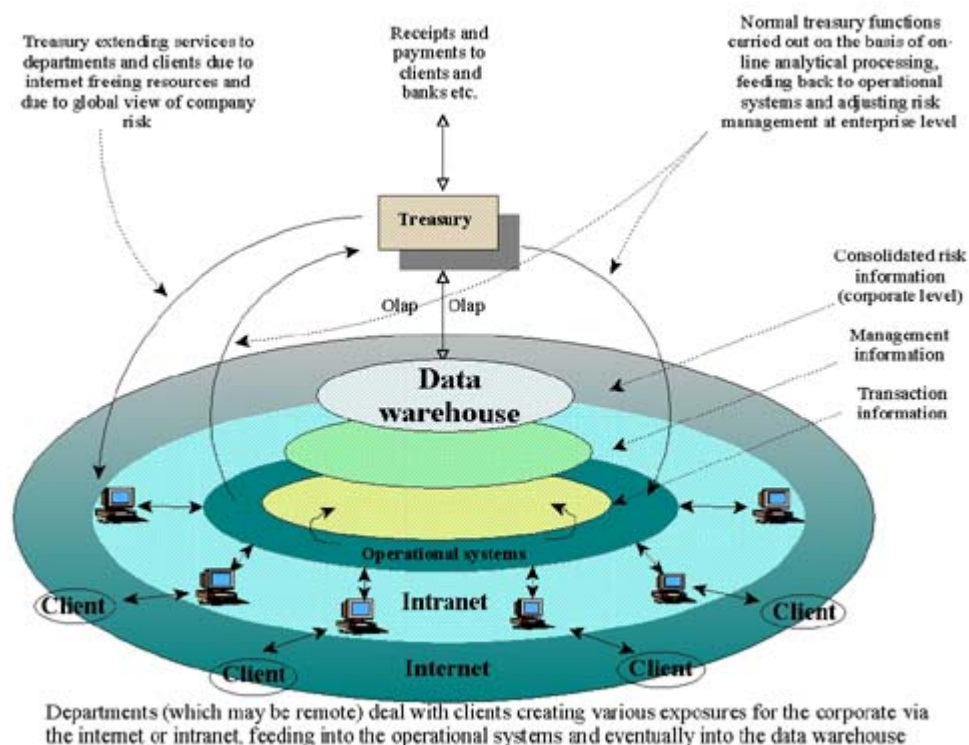 Treasury extending services to
departments and clients due to
internet freeing resources and
due to global view of company
risk
Receipts and
payments to
clients and
banks etc.
Normal treasury functions
carried out on the basis of on-
line analytical processing,
feeding back to operational
systems and adjusting risk
management at enterprise level
Treasury
Olap
Olap
Consolidated risk
information
(corporate level)
Management
information
Transaction
information
Data
warehouse
Operational systems
Intranet
Internet
Client
Client
Client
Client
Departments (which may be remote) deal with clients creating various exposures for the corporate via
the internet or intranet, feeding into the operational systems and eventually into the data warehouse